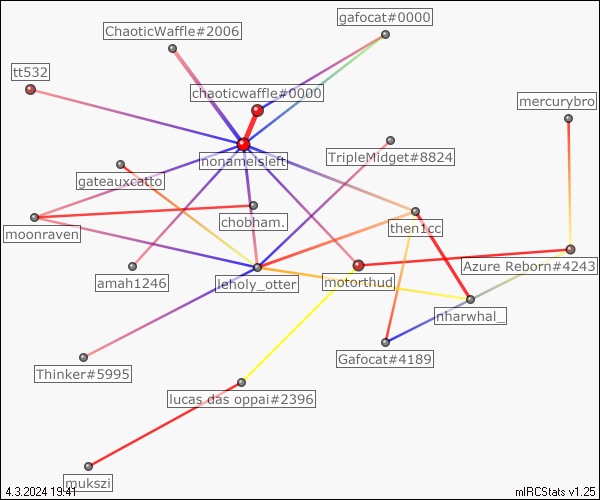 gafocat#0000
ChaoticWaffle#2006
tt532
chaoticwaffle#0000
mercurybro
nonameisleft
TripleMidget#8824
gateauxcatto
chobham.
then1cc
moonraven
Azure Reborn#4243
amah1246
leholy_otter
motorthud
nharwhal_
Gafocat#4189
Thinker#5995
lucas das oppai#2396
mukszi
4.3.2024 19:41
mIRCStats v1.25